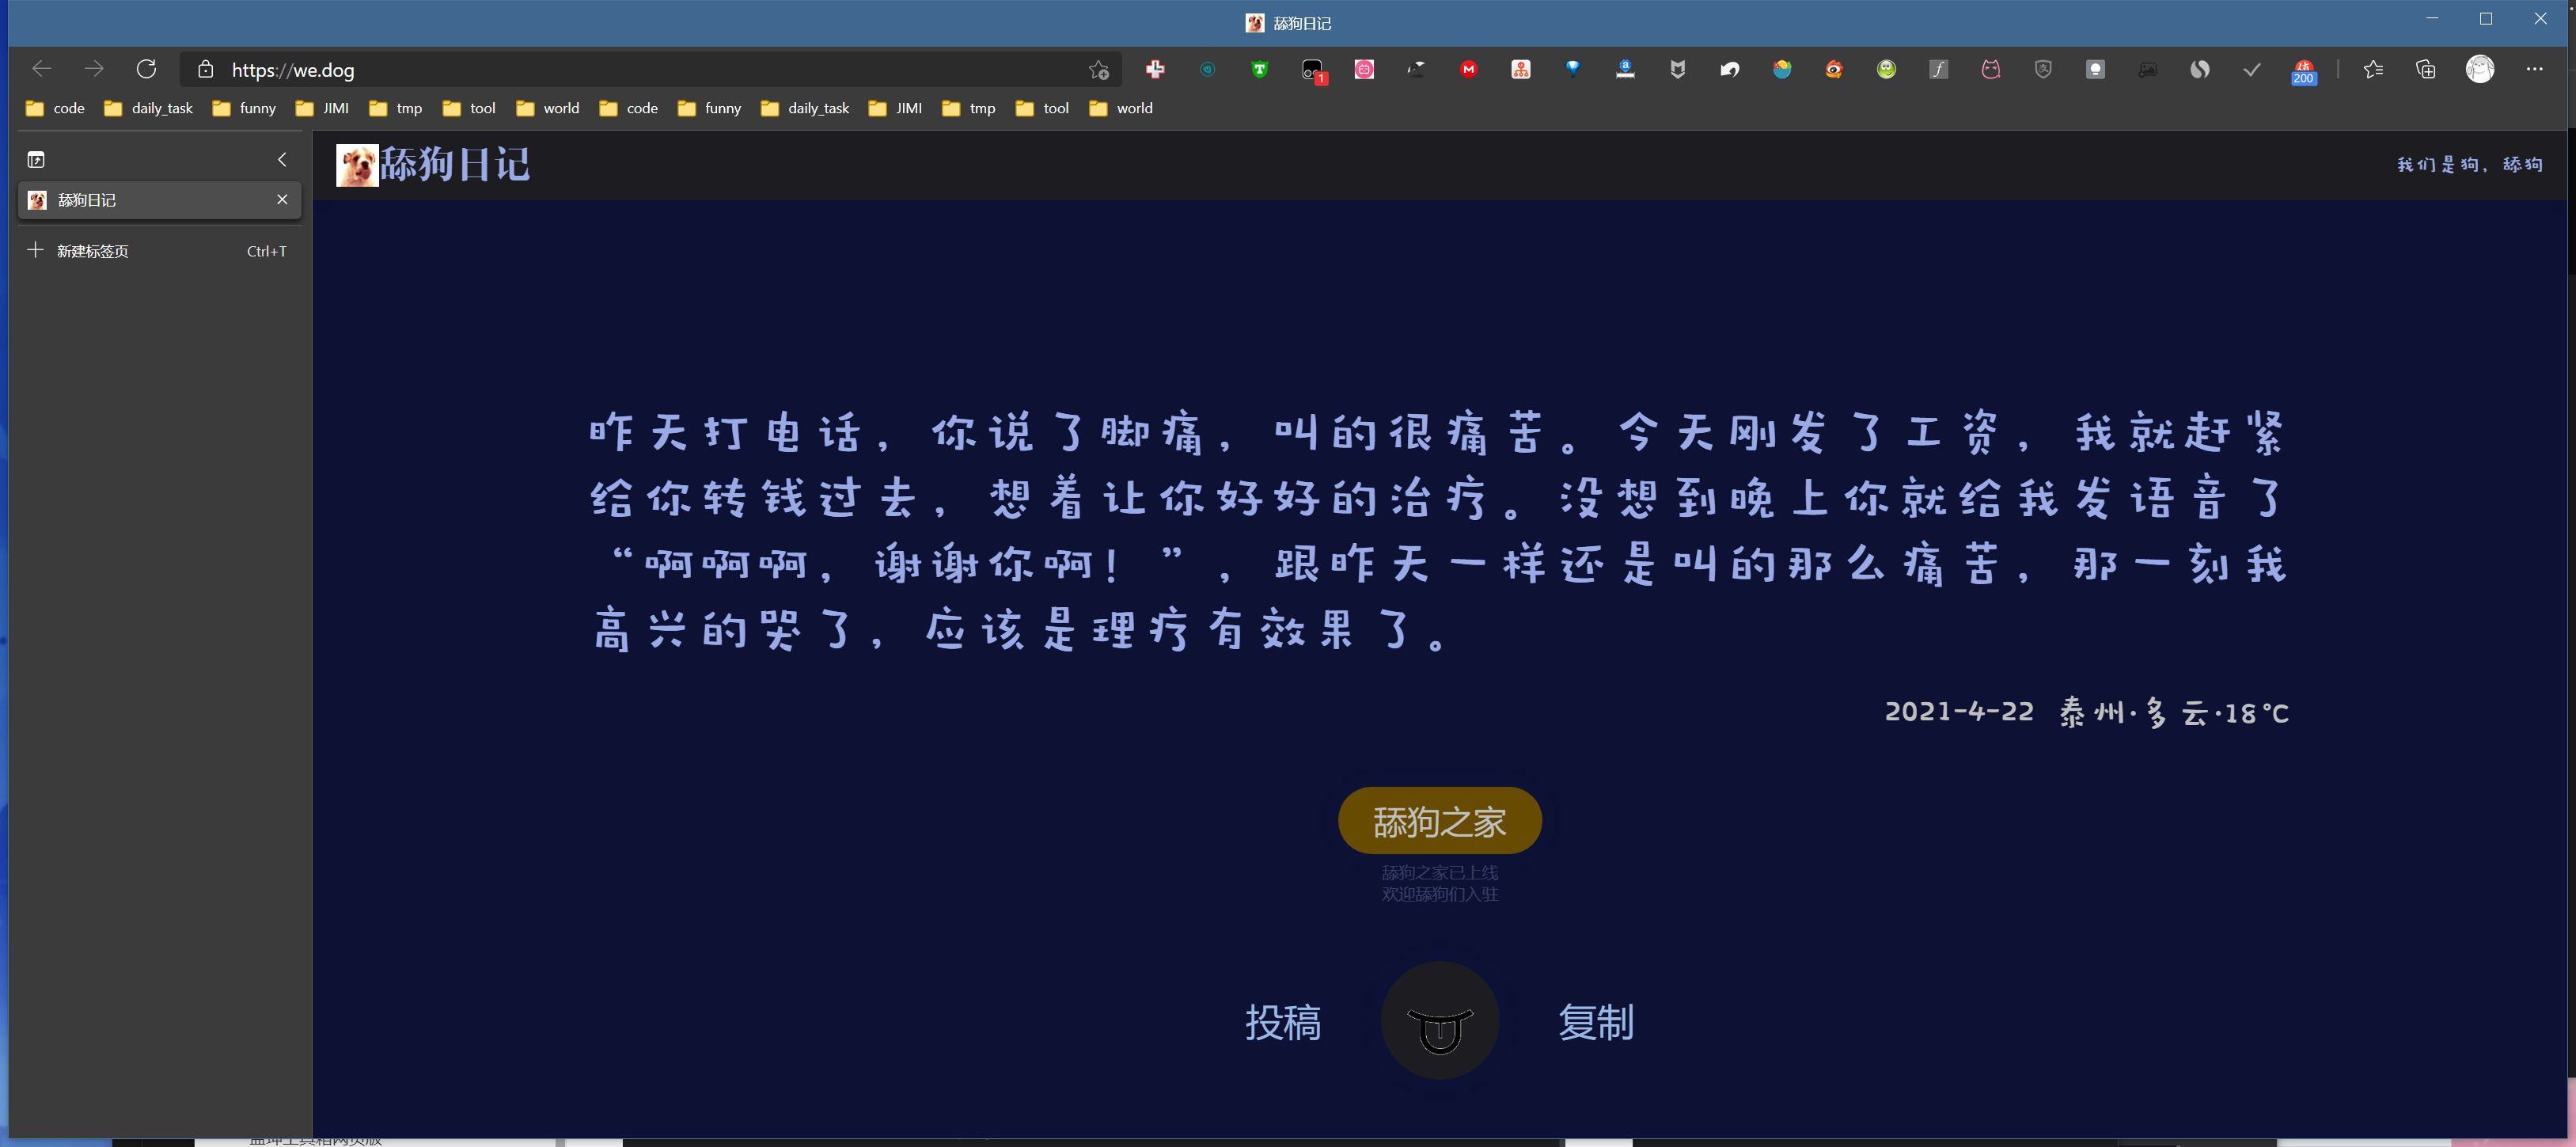 舔狗日记
https://we.dog
1
200
code daily_task funny JIMI tmp tool world code funny daily_task JIMI tmp tool world
舔狗日记
新建标签页 Ctrl+T
舔狗日记
我们是狗，舔狗
昨天打电话，你说了脚痛，叫的很痛苦。今天刚发了工资，我就赶紧
给你转钱过去，想着让你好好的治疗。没想到晚上你就给我发语音了
“啊啊啊，谢谢你啊！”，跟昨天一样还是叫的那么痛苦，那一刻我
高兴的哭了，应该是理疗有效果了。
2021-4-22 泰州·多云·18℃
舔狗之家
舔狗之家已上线
欢迎舔狗们入驻
投稿 复制